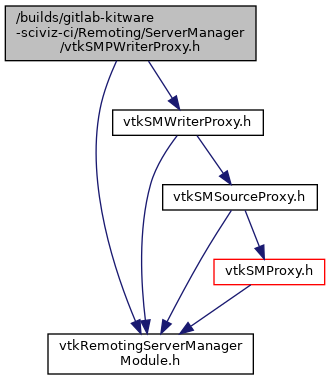 /builds/gitlab-kitware
-sciviz-ci/Remoting/ServerManager
/vtkSMPWriterProxy.h
vtkSMWriterProxy.h
vtkSMSourceProxy.h
vtkSMProxy.h
vtkRemotingServerManager
Module.h